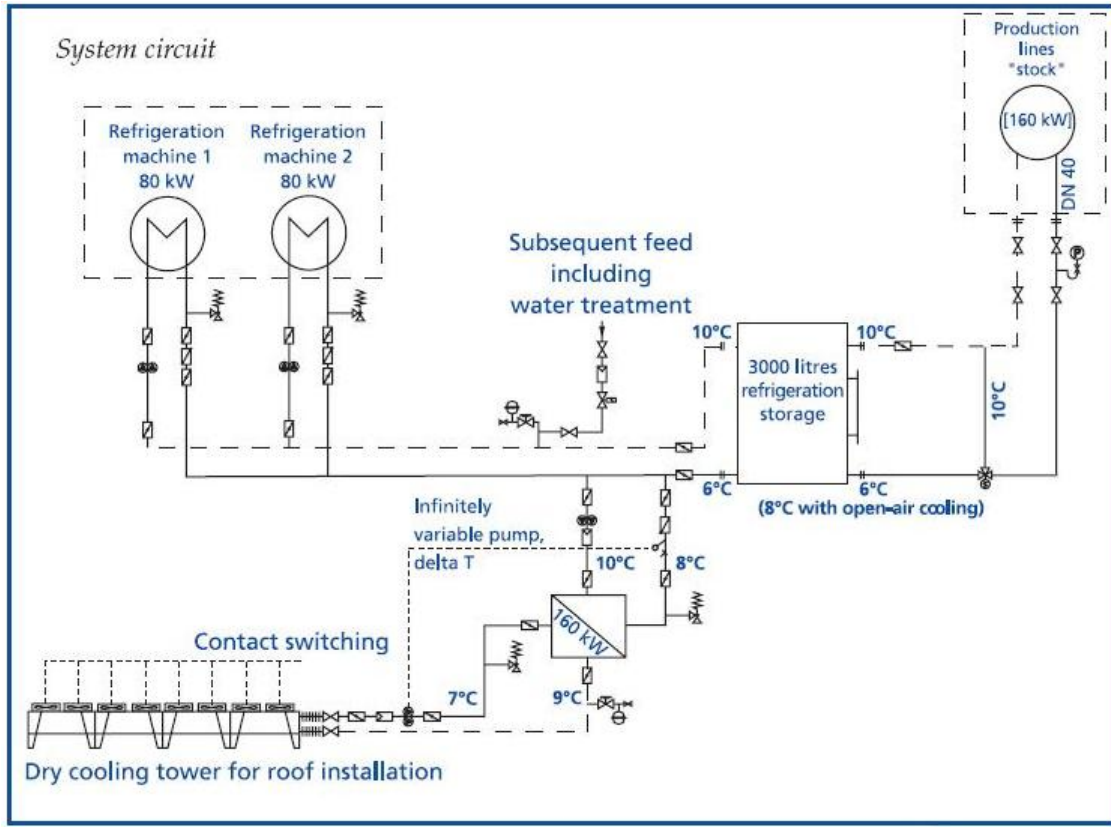 System circuit
Production
lines
"stock"
[160 kW]
DN 40
Refrigeration
machine 1
80 kW
Refrigeration
machine 2
80 kW
Subsequent feed
including
water treatment
P
10°C
10°C
3000 litres
refrigeration
storage
10°C
6°C
6°C
(8°C with open-air cooling)
Infinitely
variable pump,
delta T
10°C
8°C
160 kW
Contact switching
7°C
9°C
Dry cooling tower for roof installation